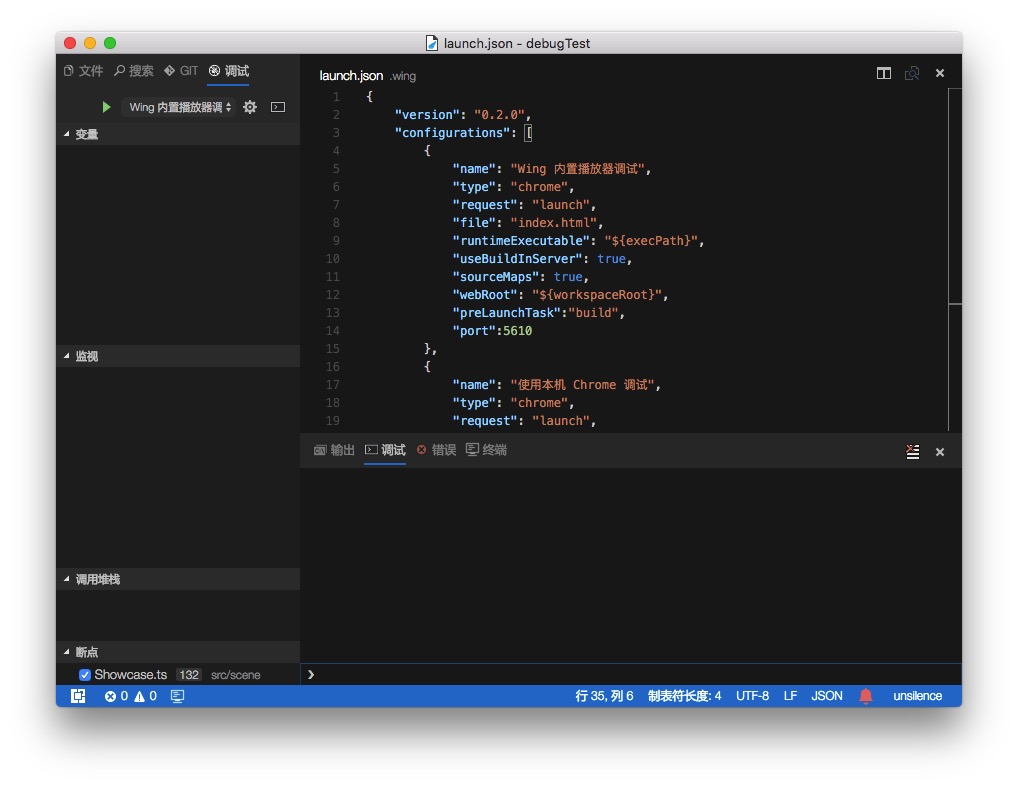 launch.json - debugTest
文件 搜索 GIT 调试
Wing 内置播放器调
变量
监视
调用堆栈
断点
Showcase.ts 132 src/scene
launch.json .wing
1 {
2 "version": "0.2.0",
3 "configurations": [
4 {
5 "name": "Wing 内置播放器调试",
6 "type": "chrome",
7 "request": "launch",
8 "file": "index.html",
9 "runtimeExecutable": "${execPath}",
10 "useBuildInServer": true,
11 "sourceMaps": true,
12 "webRoot": "${workspaceRoot}",
13 "preLaunchTask":"build",
14 "port":5610
15 },
16 {
17 "name": "使用本机 Chrome 调试",
18 "type": "chrome",
19 "request": "launch",
输出 调试 错误 终端
0 0 行 35, 列 6 制表符长度: 4 UTF-8 LF JSON unsilence